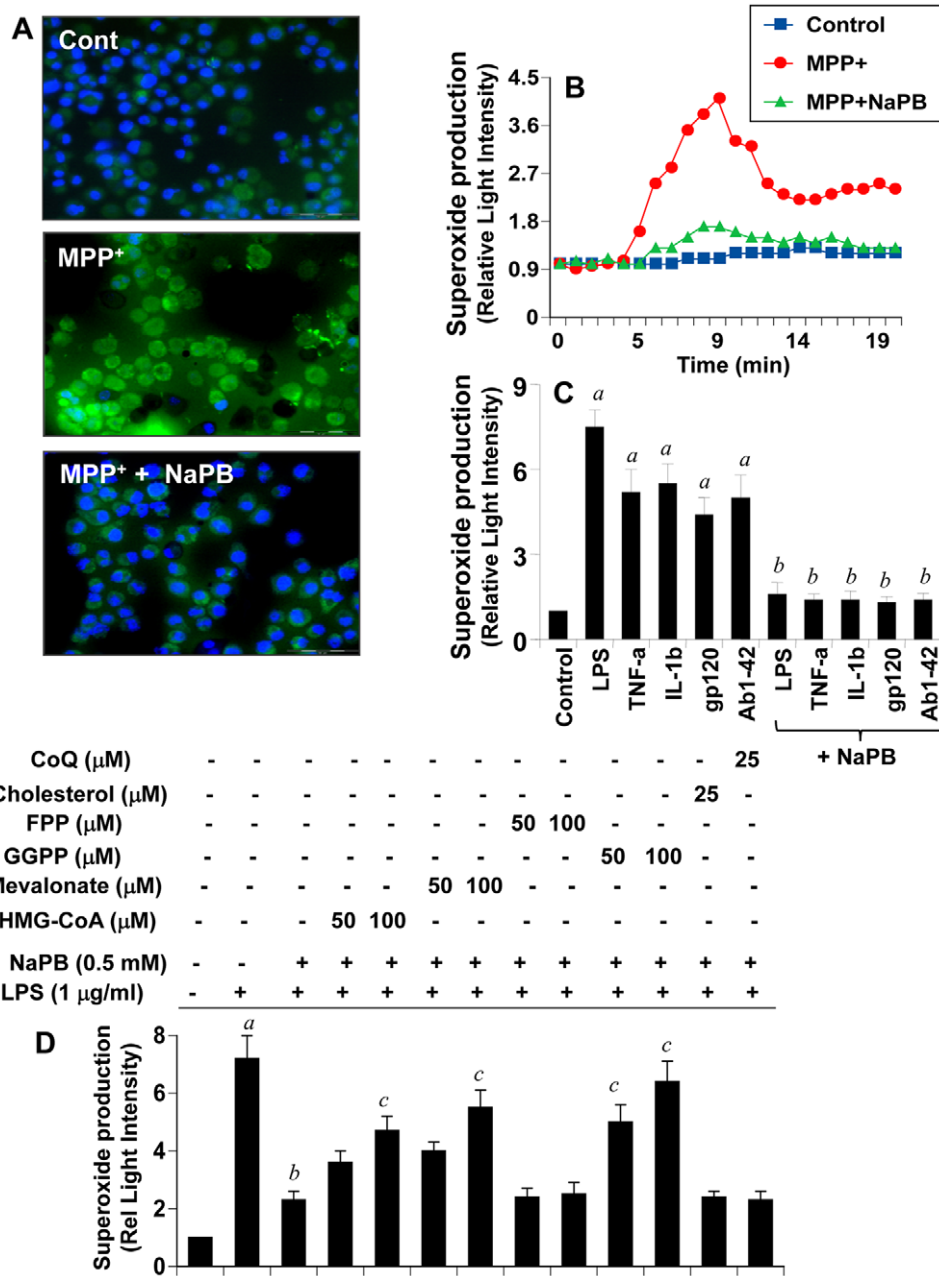 A
Cont
MPP⁺
MPP⁺ + NaPB
Control
MPP+
MPP+NaPB
B
Superoxide production
(Relative Light Intensity)
4.5
3.6
2.7
1.8
0.9
0
0 5 9 14 19
Time (min)
C
Superoxide production
(Relative Light Intensity)
9
6
3
0
a
a
a
a
a
b
b
b
b
b
Control
LPS
TNF-a
IL-1b
gp120
Ab1-42
LPS
TNF-a
IL-1b
gp120
Ab1-42
+ NaPB
CoQ (μM) - - - - - - - - - - - - 25
Cholesterol (μM) - - - - - - - - - - - 25 -
FPP (μM) - - - - - - - 50 100 - - - -
GGPP (μM) - - - - - - - - - 50 100 - -
Mevalonate (μM) - - - - - 50 100 - - - - - -
HMG-CoA (μM) - - - 50 100 - - - - - - - -
NaPB (0.5 mM) - - + + + + + + + + + + +
LPS (1 μg/ml) - + + + + + + + + + + + +
D
Superoxide production
(Rel Light Intensity)
8
6
4
2
0
a
b
c
c
c
c